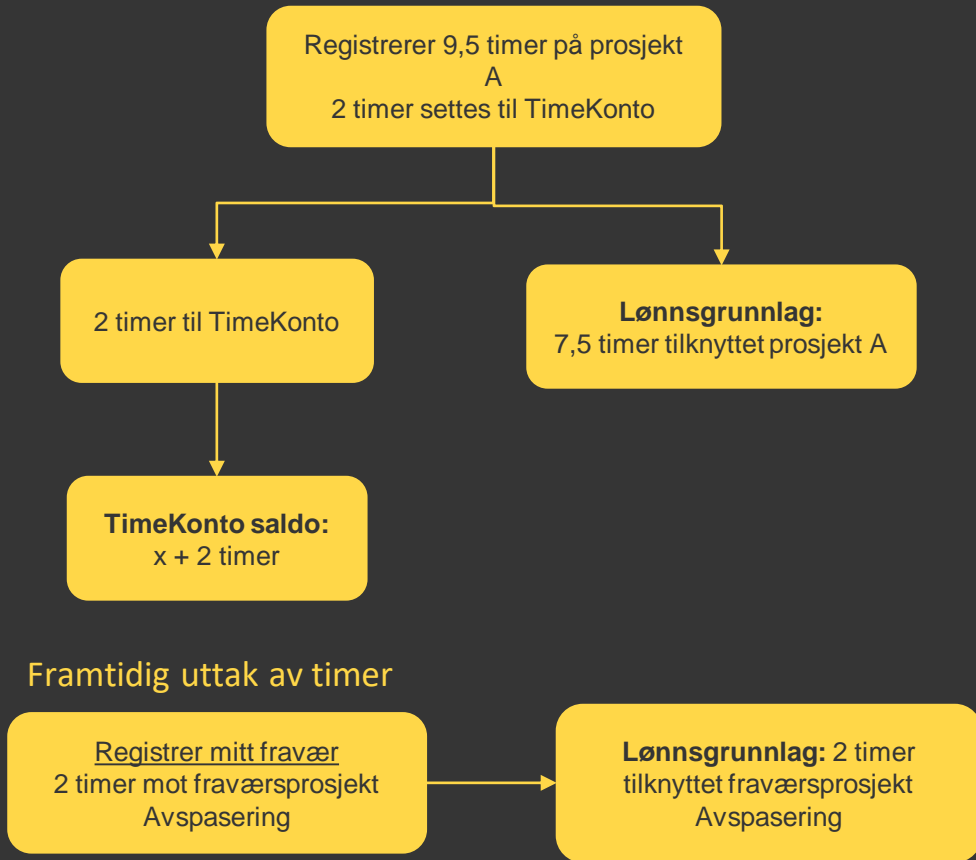 Registrerer 9,5 timer på prosjekt
A
2 timer settes til TimeKonto
2 timer til TimeKonto
Lønnsgrunnlag:
7,5 timer tilknyttet prosjekt A
TimeKonto saldo:
x + 2 timer
Framtidig uttak av timer
Registrer mitt fravær
2 timer mot fraværsprosjekt
Avspasering
Lønnsgrunnlag: 2 timer
tilknyttet fraværsprosjekt
Avspasering